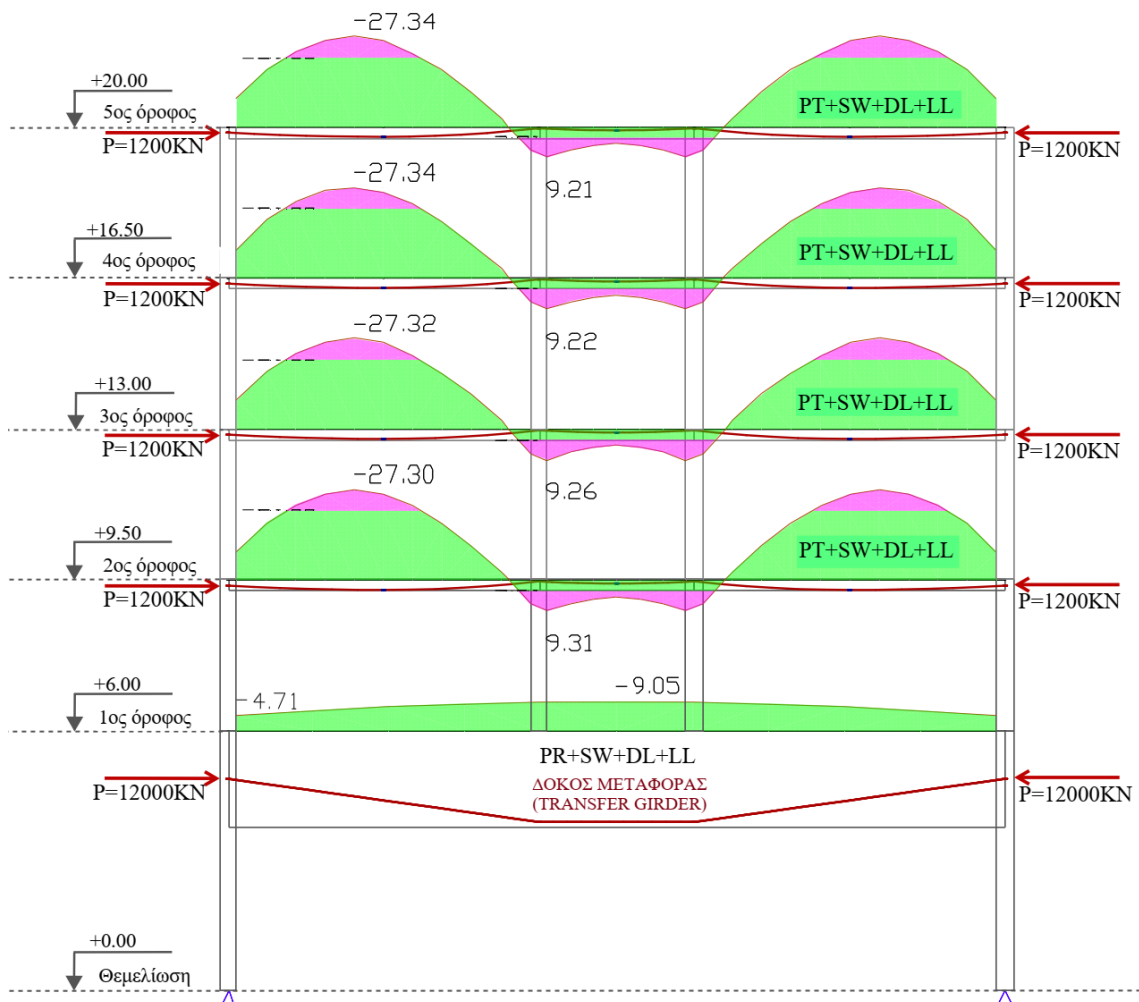 -27.34
+20.00
5ος όροφος
PT+SW+DL+LL
P=1200KN
P=1200KN
-27.34
9.21
+16.50
4ος όροφος
PT+SW+DL+LL
P=1200KN
P=1200KN
-27.32
9.22
+13.00
3ος όροφος
PT+SW+DL+LL
P=1200KN
P=1200KN
-27.30
9.26
+9.50
2ος όροφος
PT+SW+DL+LL
P=1200KN
P=1200KN
9.31
+6.00
-4.71
-9.05
1ος όροφος
PR+SW+DL+LL
P=12000KN
ΔΟΚΟΣ ΜΕΤΑΦΟΡΑΣ
(TRANSFER GIRDER)
P=12000KN
+0.00
Θεμελίωση